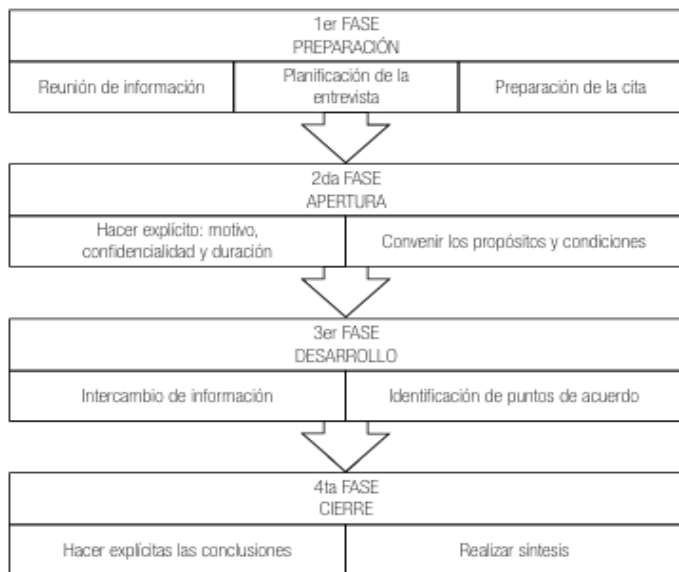 1er FASE
PREPARACIÓN
Reunión de información
Planificación de la
entrevista
Preparación de la cita
2da FASE
APERTURA
Hacer explícito: motivo,
confidencialidad y duración
Convenir los propósitos y condiciones
3er FASE
DESARROLLO
Intercambio de información
Identificación de puntos de acuerdo
4ta FASE
CIERRE
Hacer explícitas las conclusiones
Realizar síntesis